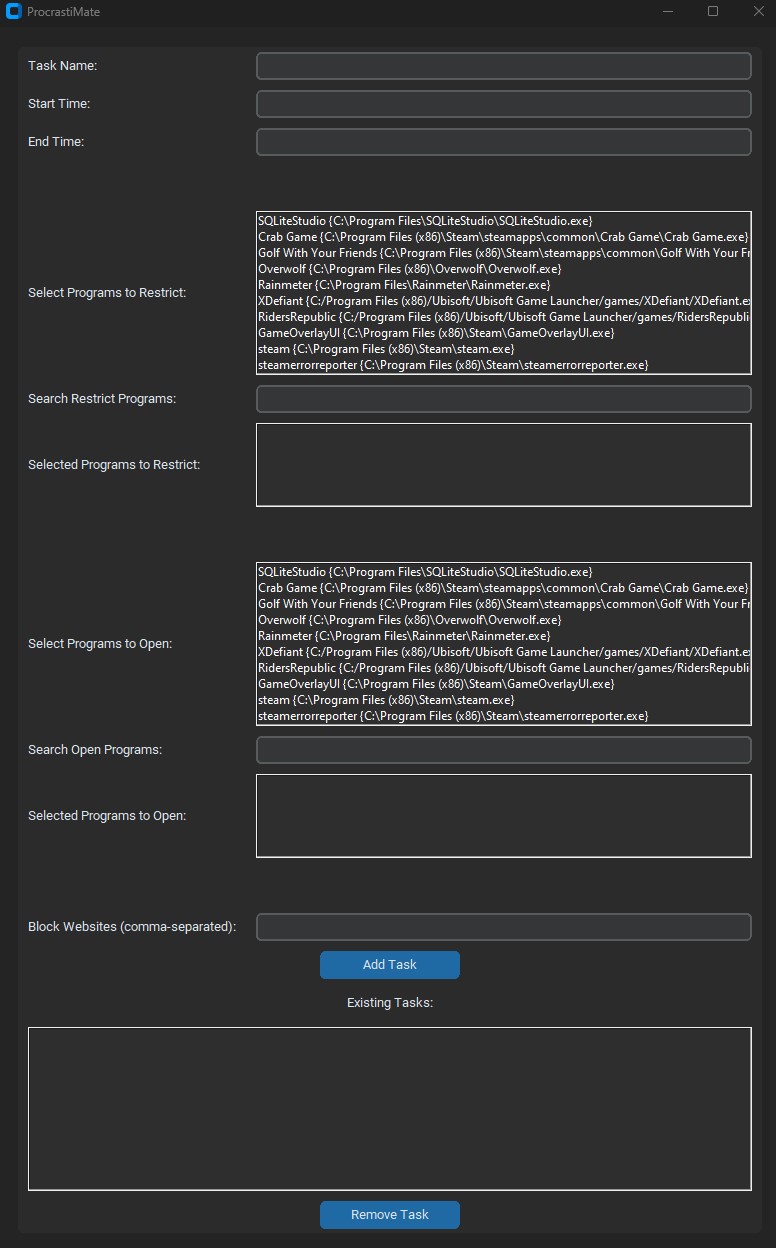 ProcrastiMate
Task Name:
Start Time:
End Time:
Select Programs to Restrict:
SQLiteStudio {C:\Program Files\SQLiteStudio\SQLiteStudio.exe}
Crab Game {C:\Program Files (x86)\Steam\steamapps\common\Crab Game\Crab Game.exe}
Golf With Your Friends {C:\Program Files (x86)\Steam\steamapps\common\Golf With Your Fr
Overwolf {C:\Program Files (x86)\Overwolf\Overwolf.exe}
Rainmeter {C:\Program Files\Rainmeter\Rainmeter.exe}
XDefiant {C:/Program Files (x86)/Ubisoft/Ubisoft Game Launcher/games/XDefiant/XDefiant.ex
RidersRepublic {C:/Program Files (x86)/Ubisoft/Ubisoft Game Launcher/games/RidersRepubli
GameOverlayUI {C:\Program Files (x86)\Steam\GameOverlayUI.exe}
steam {C:\Program Files (x86)\Steam\steam.exe}
steamerrorreporter {C:\Program Files (x86)\Steam\steamerrorreporter.exe}
Search Restrict Programs:
Selected Programs to Restrict:
Select Programs to Open:
SQLiteStudio {C:\Program Files\SQLiteStudio\SQLiteStudio.exe}
Crab Game {C:\Program Files (x86)\Steam\steamapps\common\Crab Game\Crab Game.exe}
Golf With Your Friends {C:\Program Files (x86)\Steam\steamapps\common\Golf With Your Fr
Overwolf {C:\Program Files (x86)\Overwolf\Overwolf.exe}
Rainmeter {C:\Program Files\Rainmeter\Rainmeter.exe}
XDefiant {C:/Program Files (x86)/Ubisoft/Ubisoft Game Launcher/games/XDefiant/XDefiant.ex
RidersRepublic {C:/Program Files (x86)/Ubisoft/Ubisoft Game Launcher/games/RidersRepubli
GameOverlayUI {C:\Program Files (x86)\Steam\GameOverlayUI.exe}
steam {C:\Program Files (x86)\Steam\steam.exe}
steamerrorreporter {C:\Program Files (x86)\Steam\steamerrorreporter.exe}
Search Open Programs:
Selected Programs to Open:
Block Websites (comma-separated):
Add Task
Existing Tasks:
Remove Task